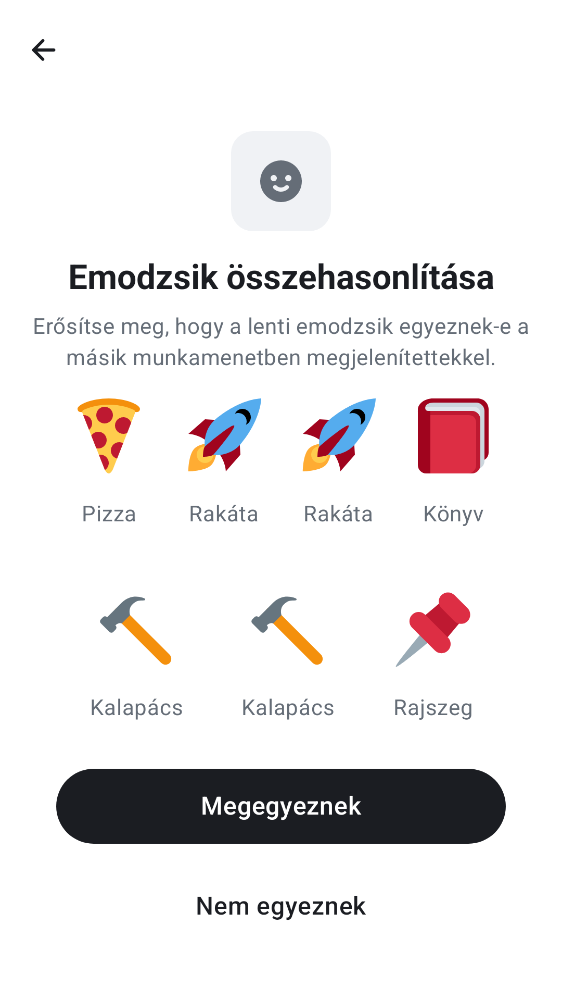 Emodzsik összehasonlítása
Erősítse meg, hogy a lenti emodzsik egyeznek-e a
másik munkamenetben megjelenítettekkel.
Pizza Rakáta Rakáta Könyv
Kalapács Kalapács Rajszeg
Megegyeznek
Nem egyeznek